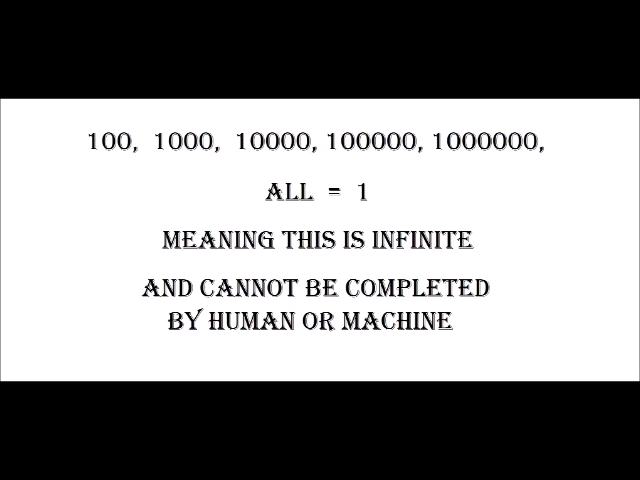 100, 1000, 10000, 100000, 1000000,
ALL = 1
MEANING THIS IS INFINITE
AND CANNOT BE COMPLETED
BY HUMAN OR MACHINE